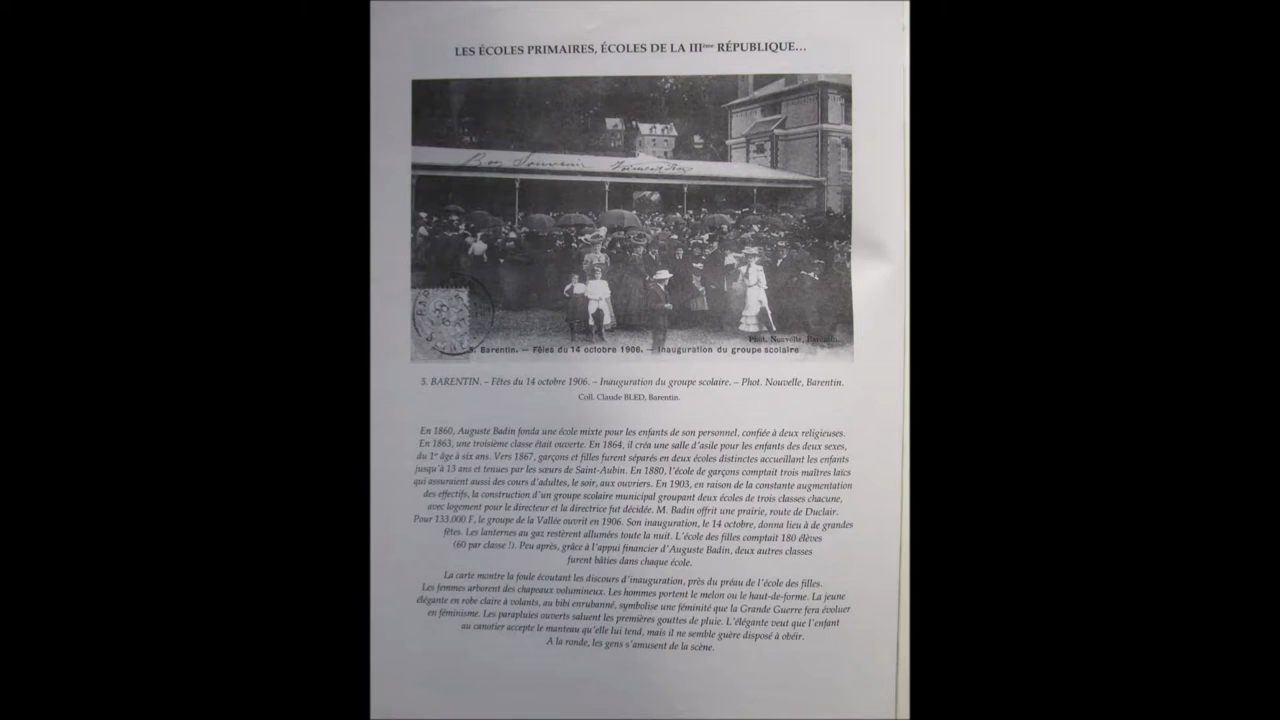 LES ÉCOLES PRIMAIRES, ÉCOLES DE LA IIIème RÉPUBLIQUE...
Bon Souvenir
Phot. Nouvelle, Barentin.
5. Barentin. — Fêles du 14 octobre 1906. — Inauguration du groupe scolaire
5. BARENTIN. – Fêtes du 14 octobre 1906. – Inauguration du groupe scolaire. – Phot. Nouvelle, Barentin.
Coll. Claude BLED, Barentin.
En 1860, Auguste Badin fonda une école mixte pour les enfants de son personnel, confiée à deux religieuses.
En 1863, une troisième classe était ouverte. En 1864, il créa une salle d'asile pour les enfants des deux sexes,
du 1er âge à six ans. Vers 1867, garçons et filles furent séparés en deux écoles distinctes accueillant les enfants
jusqu'à 13 ans et tenues par les sœurs de Saint-Aubin. En 1880, l'école de garçons comptait trois maîtres laïcs
qui assuraient aussi des cours d'adultes, le soir, aux ouvriers. En 1903, en raison de la constante augmentation
des effectifs, la construction d'un groupe scolaire municipal groupant deux écoles de trois classes chacune,
avec logement pour le directeur et la directrice fut décidée. M. Badin offrit une prairie, route de Duclair.
Pour 133.000 F, le groupe de la Vallée ouvrit en 1906. Son inauguration, le 14 octobre, donna lieu à de grandes
fêtes. Les lanternes au gaz restèrent allumées toute la nuit. L'école des filles comptait 180 élèves
(60 par classe !). Peu après, grâce à l'appui financier d'Auguste Badin, deux autres classes
furent bâties dans chaque école.
La carte montre la foule écoutant les discours d'inauguration, près du préau de l'école des filles.
Les femmes arborent des chapeaux volumineux. Les hommes portent le melon ou le haut-de-forme. La jeune
élégante en robe claire à volants, au bibi enrubanné, symbolise une féminité que la Grande Guerre fera évoluer
en féminisme. Les parapluies ouverts saluent les premières gouttes de pluie. L'élégante veut que l'enfant
au canotier accepte le manteau qu'elle lui tend, mais il ne semble guère disposé à obéir.
A la ronde, les gens s'amusent de la scène.